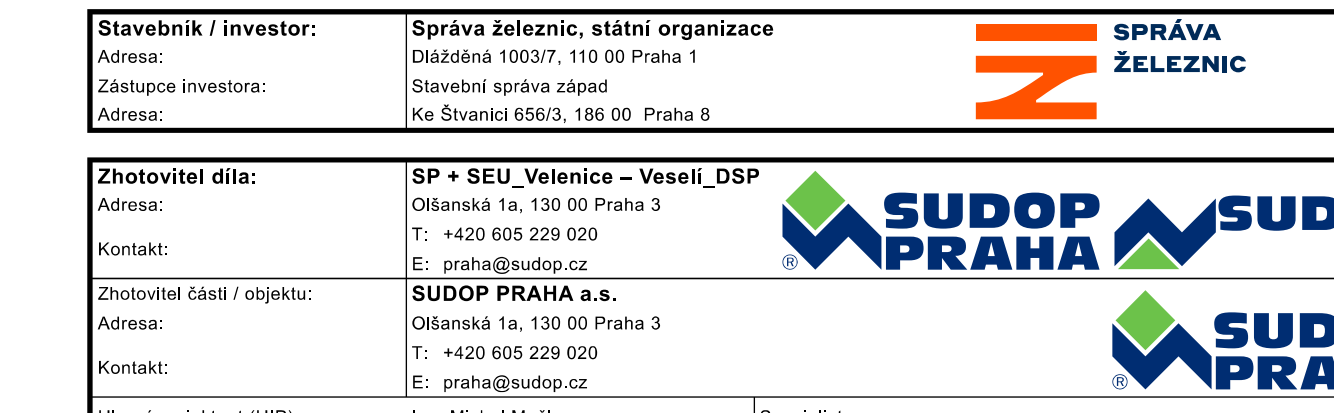 Stavebník / investor: Správa železnic, státní organizace
Adresa: Dlážděná 1003/7, 110 00 Praha 1
Zástupce investora: Stavební správa západ
Adresa: Ke Štvanici 656/3, 186 00 Praha 8
SPRÁVA
ŽELEZNIC
Zhotovitel díla: SP + SEU_Velenice – Veselí_DSP
Adresa: Olšanská 1a, 130 00 Praha 3
Kontakt: T: +420 605 229 020
E: praha@sudop.cz
SUDOP
PRAHA
®
SUD
Zhotovitel části / objektu: SUDOP PRAHA a.s.
Adresa: Olšanská 1a, 130 00 Praha 3
Kontakt: T: +420 605 229 020
E: praha@sudop.cz
SUD
PRA
®